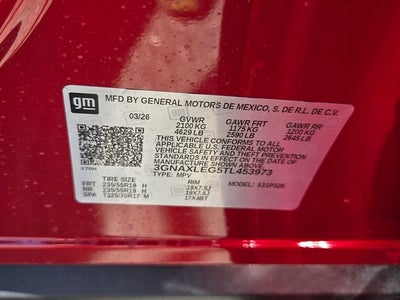 gm
MFD BY GENERAL MOTORS DE MEXICO, S. DE R.L. DE C.V.
03/26 GVWR GAWR FRT GAWR RR
2100 KG 1175 KG 1200 KG
4629 LB 2590 LB 2645 LB
THIS VEHICLE CONFORMS TO ALL
APPLICABLE U.S. FEDERAL MOTOR
VEHICLE SAFETY AND THEFT PREVENTION
STANDARDS IN EFFECT ON THE DATE OF
MANUFACTURE SHOWN ABOVE.
3GNAXLEG5TL453973
TYPE: MPV
TIRE SIZE RIM MODEL:
FRT 235/55R19 H 19X7.5J
RR 235/55R19 H 19X7.5J
SPA T125/70R17 M 17X4BT